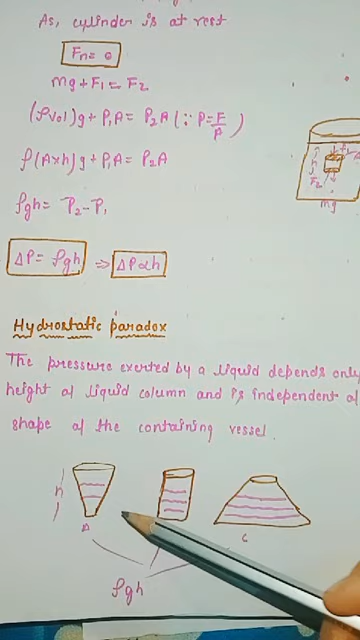 As, cylinder is at rest
Fn = 0
mg + F₁ = F₂
(ρvol)g + P₁A = P₂A (∵ P = F/A)
ρ(A×h)g + P₁A = P₂A
ρgh = P₂ - P₁
ΔP = ρgh ⇒ ΔP∝h
h
F₁
A
F₂
mg
Hydrostatic paradox
The pressure exerted by a liquid depends only
height of liquid column and is independent of
shape of the containing vessel.
h
A
C
ρgh